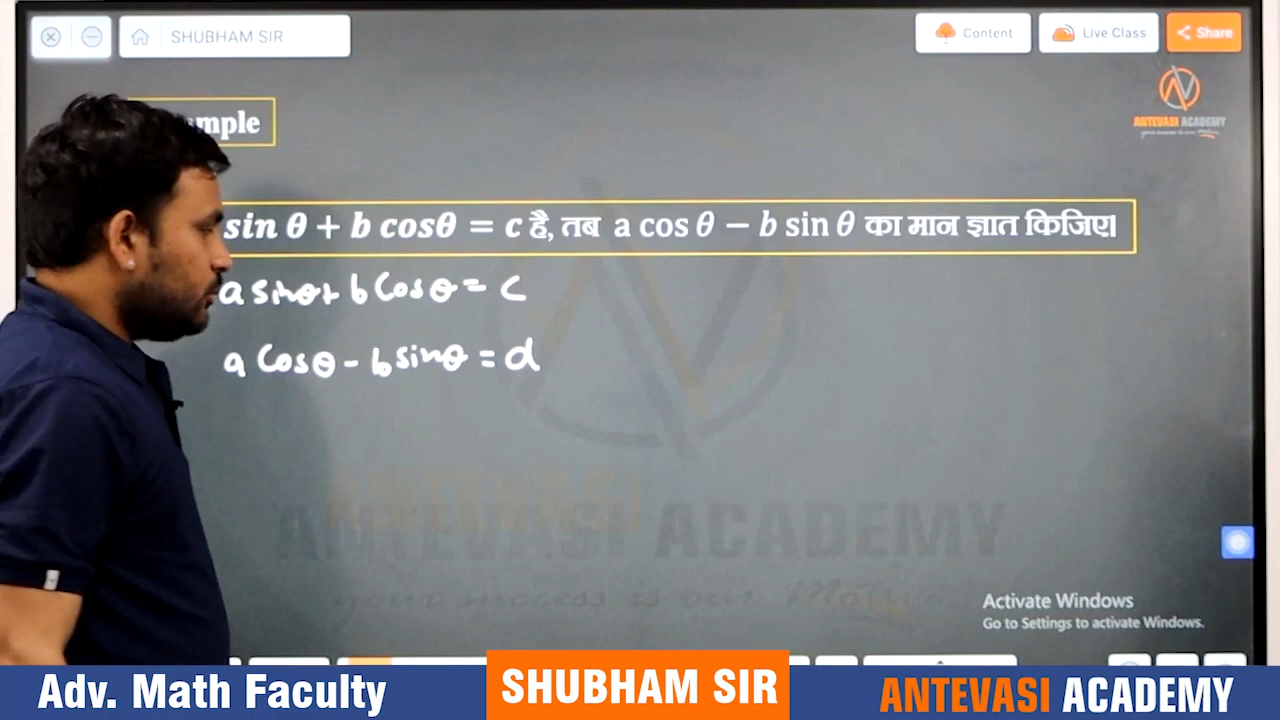 SHUBHAM SIR
Content
Live Class
Share
ANTEVASI ACADEMY
sin θ + b cosθ = c है, तब a cos θ − b sin θ का मान ज्ञात किजिए।
a sinθ + b Cosθ = c
a Cosθ - b sinθ = d
ANTEVASI ACADEMY
Activate Windows
Go to Settings to activate Windows.
Adv. Math Faculty
SHUBHAM SIR
ANTEVASI ACADEMY